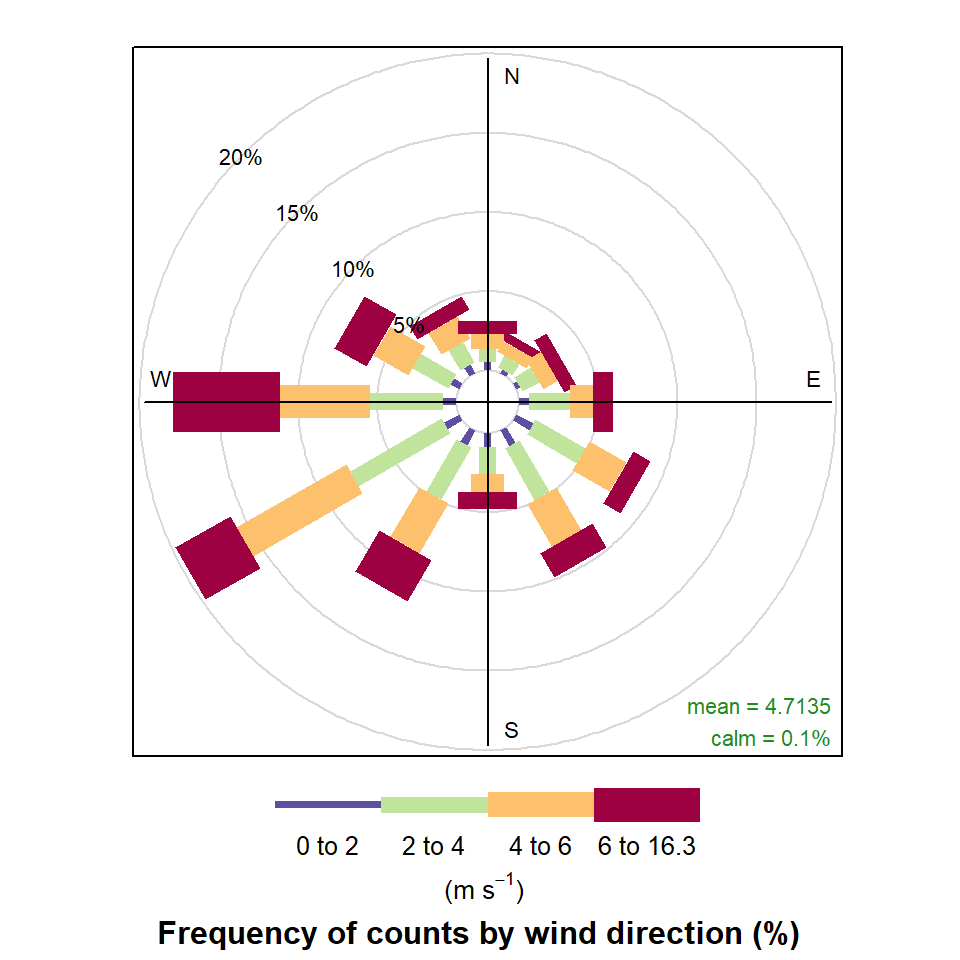 N
20%
15%
10%
5%
W
E
S
mean = 4.7135
calm = 0.1%
0 to 2 2 to 4 4 to 6 6 to 16.3
(m s⁻¹)
Frequency of counts by wind direction (%)